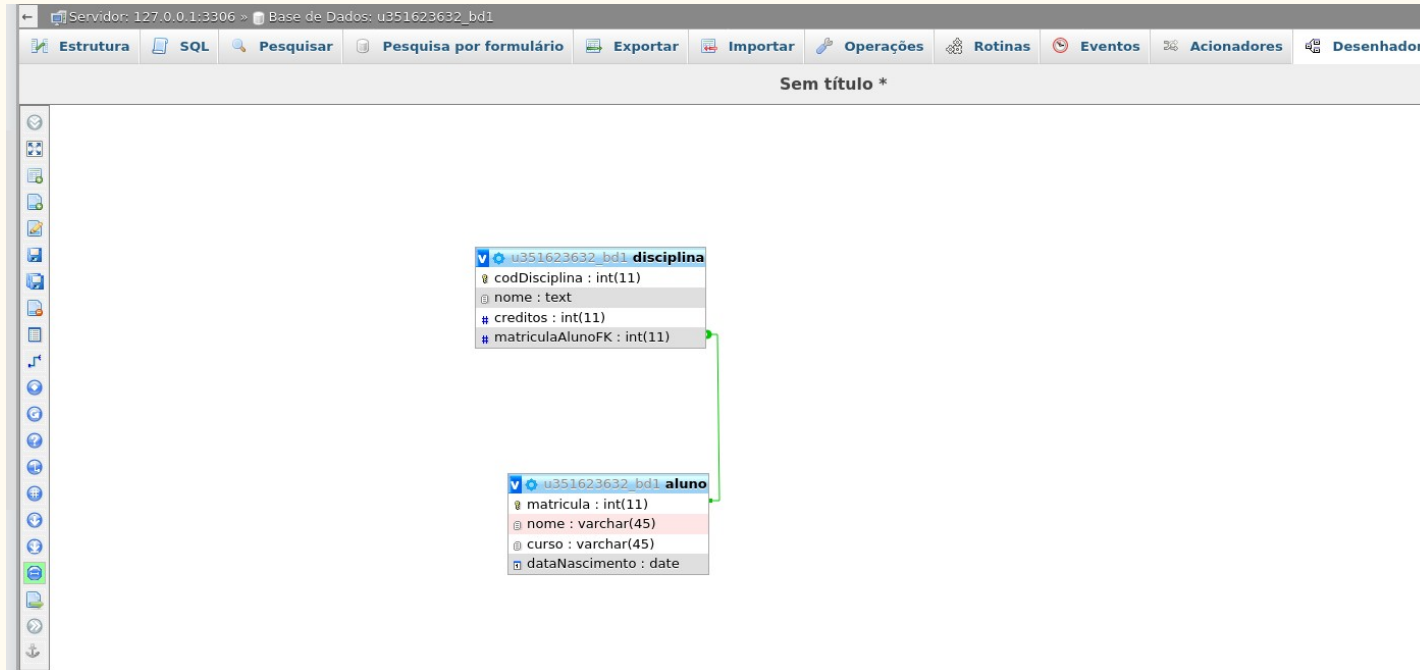 Servidor: 127.0.0.1:3306 » Base de Dados: u351623632_bd1
Estrutura SQL Pesquisar Pesquisa por formulário Exportar Importar Operações Rotinas Eventos Acionadores Desenhador
Sem título *
v u351623632_bd1 disciplina
codDisciplina : int(11)
nome : text
# creditos : int(11)
# matriculaAlunoFK : int(11)
v u351623632_bd1 aluno
matricula : int(11)
nome : varchar(45)
curso : varchar(45)
dataNascimento : date